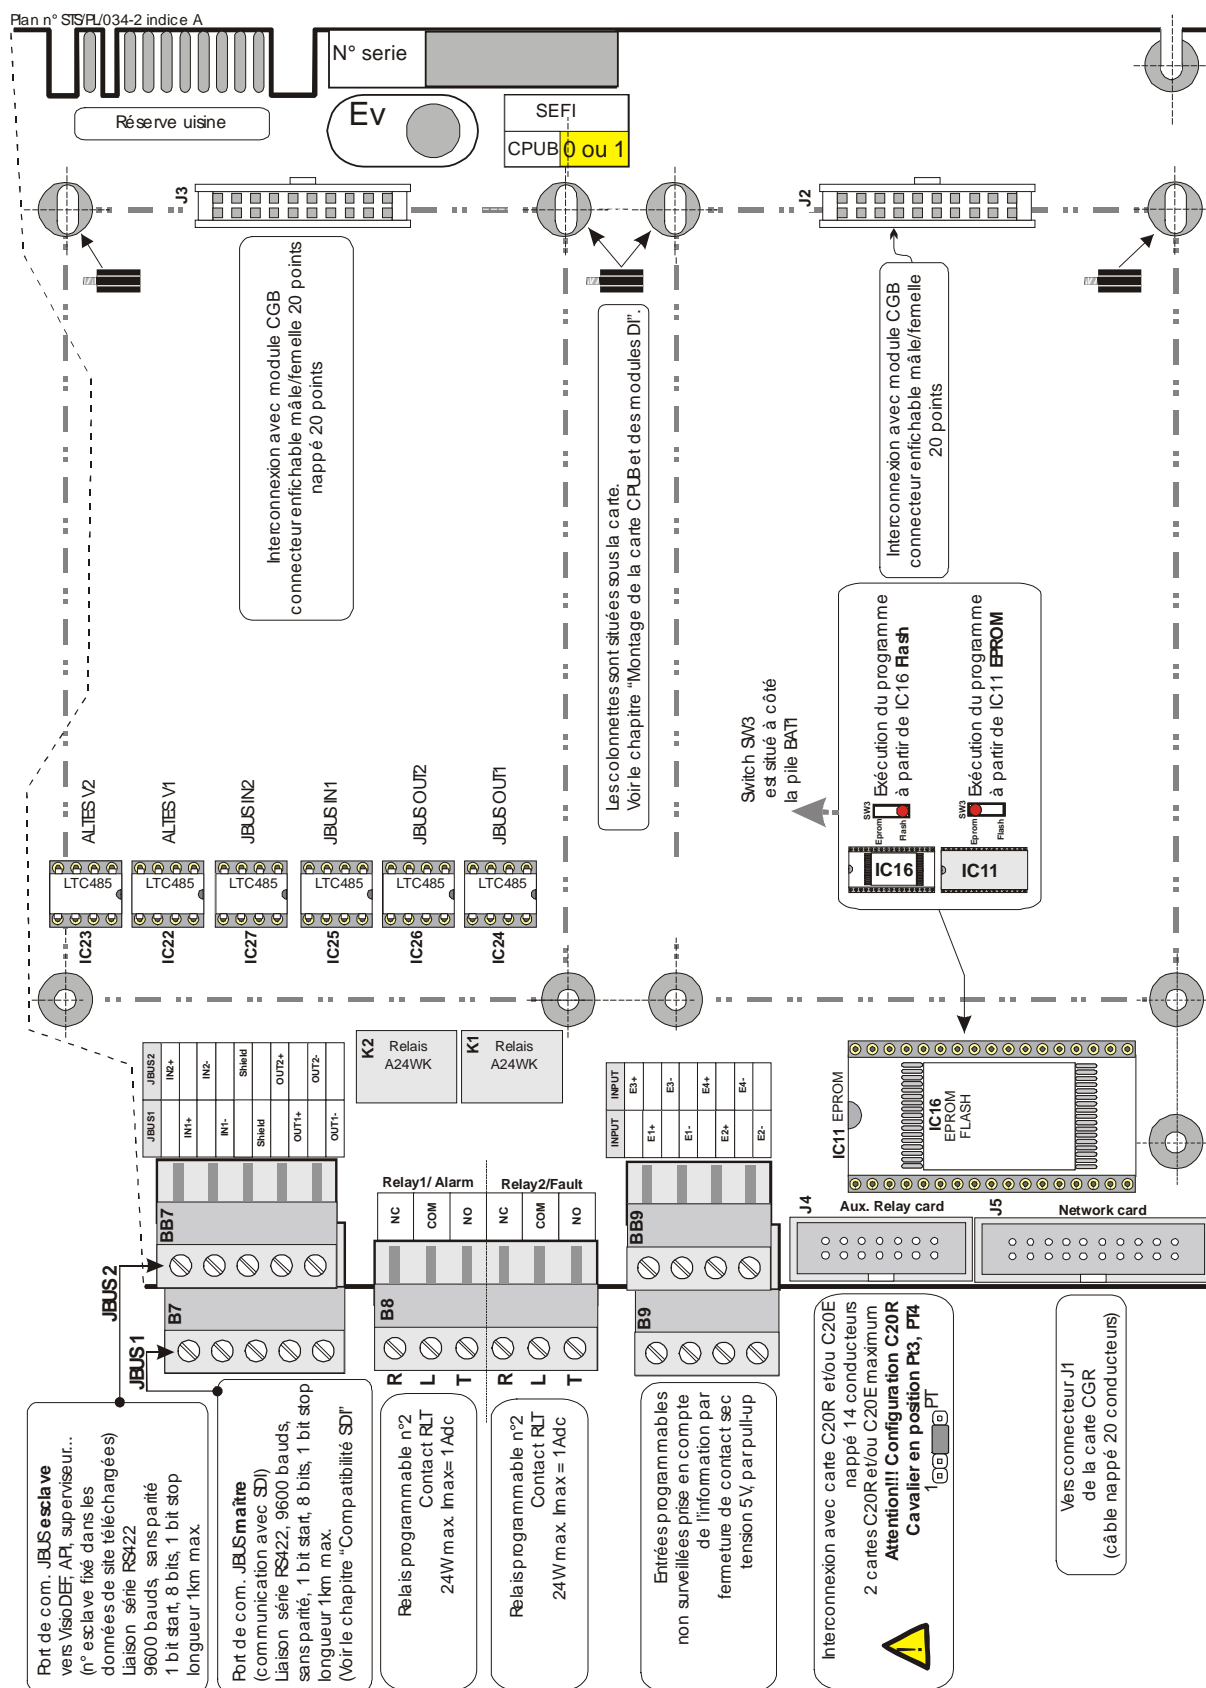 Plan n° STS/PL/034-2 indice A
N° serie
Réserve uisine
Ev
SEFI
CPUB
0 ou 1
J3
J2
Interconnexion avec module CGB
connecteur enfichable mâle/femelle 20 points
nappé 20 points
Les colonnettes sont situées sous la carte.
Voir le chapitre “Montage de la carte CPUB et des modules DI”.
Interconnexion avec module CGB
connecteur enfichable mâle/femelle
20 points
Switch SW3
est situé à côté
la pile BAT1
Exécution du programme
à partir de IC16 Flash
SW3
Eprom
Flash
IC16
Exécution du programme
à partir de IC11 EPROM
SW3
Eprom
Flash
IC11
ALTES V2
ALTES V1
JBUS IN2
JBUS IN1
JBUS OUT2
JBUS OUT1
LTC485
LTC485
LTC485
LTC485
LTC485
LTC485
IC23
IC22
IC27
IC25
IC26
IC24
K2
Relais
A24WK
K1
Relais
A24WK
JBUS1
JBUS2
IN1+
IN2+
IN1-
IN2-
Shield
Shield
OUT1+
OUT2+
OUT1-
OUT2-
BB7
B7
JBUS 2
JBUS 1
Relay1/ Alarm
Relay2/Fault
NC
COM
NO
NC
COM
NO
B8
R
L
T
R
L
T
INPUT
INPUT
E1+
E3+
E1-
E3-
E2+
E4+
E2-
E4-
BB9
B9
IC11 EPROM
IC16
EPROM
FLASH
J4
Aux. Relay card
J5
Network card
Port de com. JBUS esclave
vers VisioDEF, API, superviseur...
(n° esclave fixé dans les
données de site téléchargées)
Liaison série RS422
9600 bauds, sans parité
1 bit start, 8 bits, 1 bit stop
longueur 1km max.
Port de com. JBUS maître
(communication avec SDI)
Liaison série RS422, 9600 bauds,
sans parité, 1 bit start, 8 bits, 1 bit stop
longueur 1km max.
(Voir le chapitre “Compatibilité SDI”
Relais programmable n°2
Contact RLT
24W max. Imax= 1Adc
Relais programmable n°2
Contact RLT
24W max. Imax = 1Adc
Entrées programmables
non surveillées prise en compte
de l'information par
fermeture de contact sec
tension 5V, par pull-up
Interconnexion avec carte C20R et/ou C20E
nappé 14 conducteurs
2 cartes C20R et/ou C20E maximum
Attention!!! Configuration C20R
Cavalier en position Pt3, PT4
1
PT
!
Vers connecteur J1
de la carte CGR
(câble nappé 20 conducteurs)